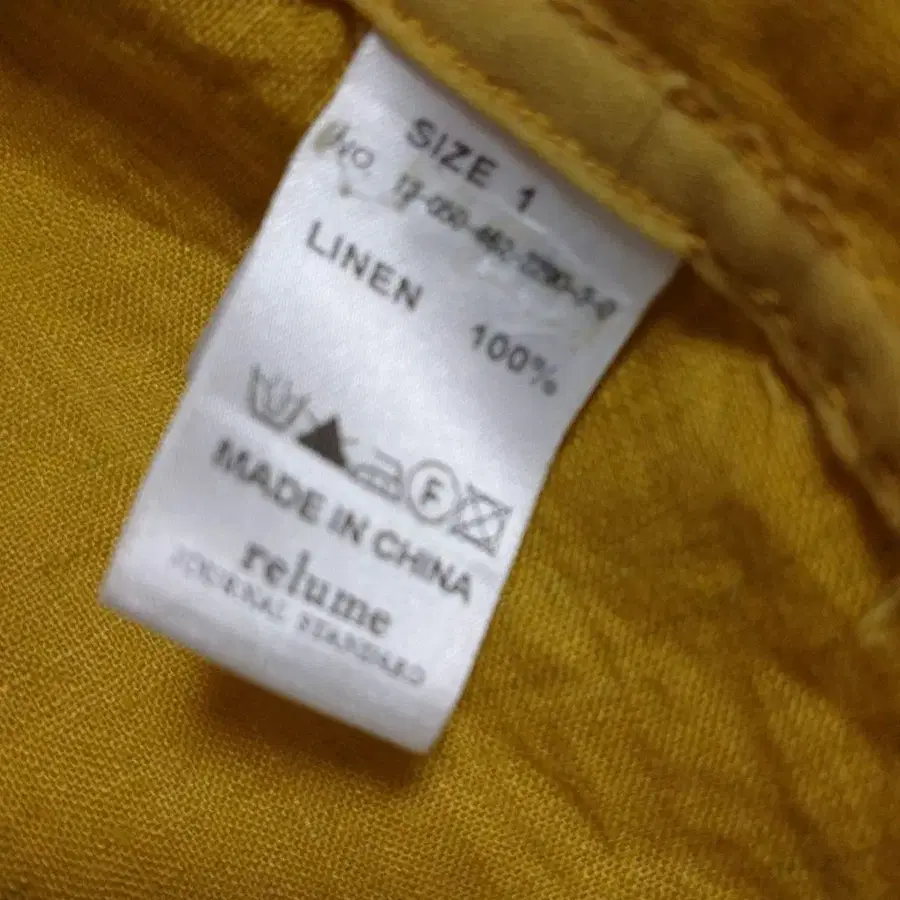 SIZE 1
LINEN 100%
F
MADE IN CHINA
relume
JOURNAL STANDARD